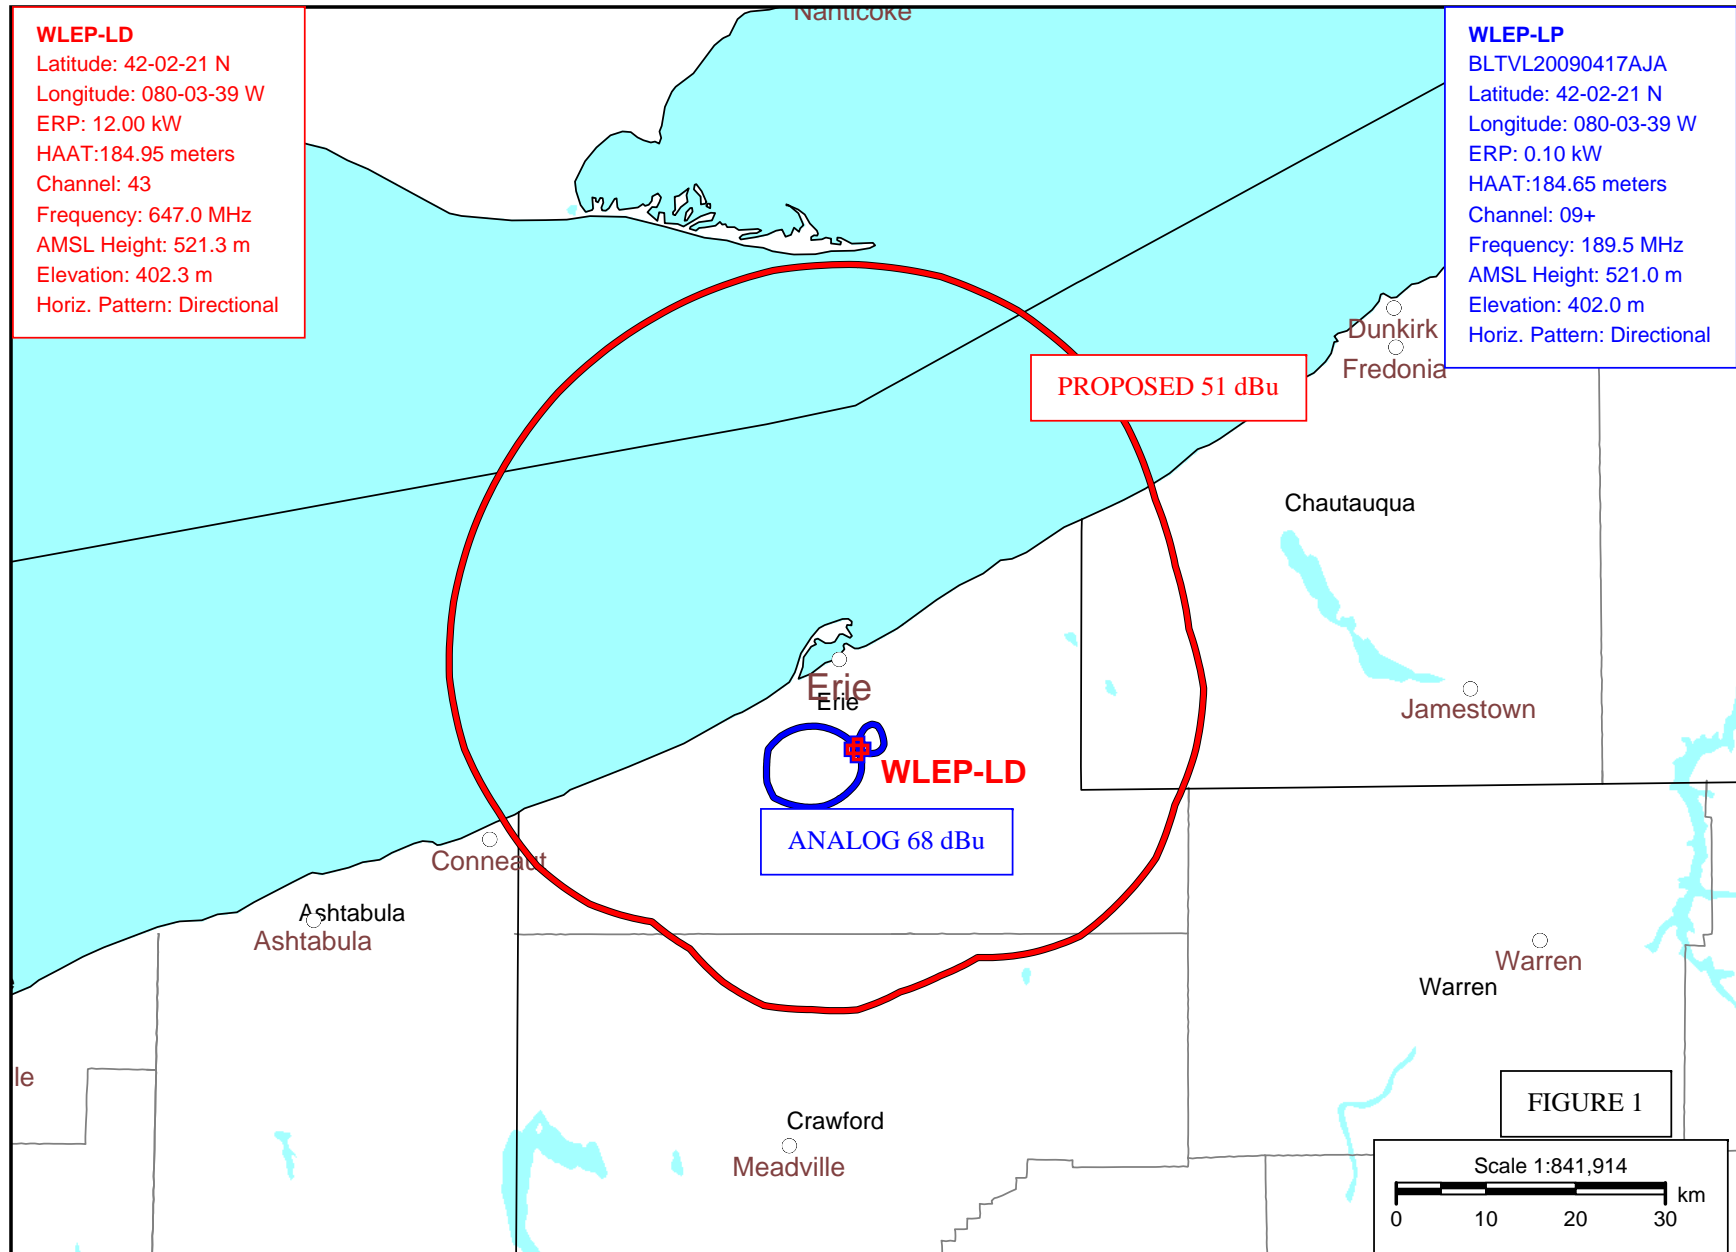 Nanticoke
WLEP-LD
Latitude: 42-02-21 N
Longitude: 080-03-39 W
ERP: 12.00 kW
HAAT:184.95 meters
Channel: 43
Frequency: 647.0 MHz
AMSL Height: 521.3 m
Elevation: 402.3 m
Horiz. Pattern: Directional
WLEP-LP
BLTVL20090417AJA
Latitude: 42-02-21 N
Longitude: 080-03-39 W
ERP: 0.10 kW
HAAT:184.65 meters
Channel: 09+
Frequency: 189.5 MHz
AMSL Height: 521.0 m
Elevation: 402.0 m
Horiz. Pattern: Directional
Dunkirk
Fredonia
PROPOSED 51 dBu
Chautauqua
Erie
Erie
Jamestown
WLEP-LD
ANALOG 68 dBu
Conneaut
Ashtabula
Ashtabula
Warren
Warren
le
Crawford
Meadville
FIGURE 1
Scale 1:841,914
km
0 10 20 30